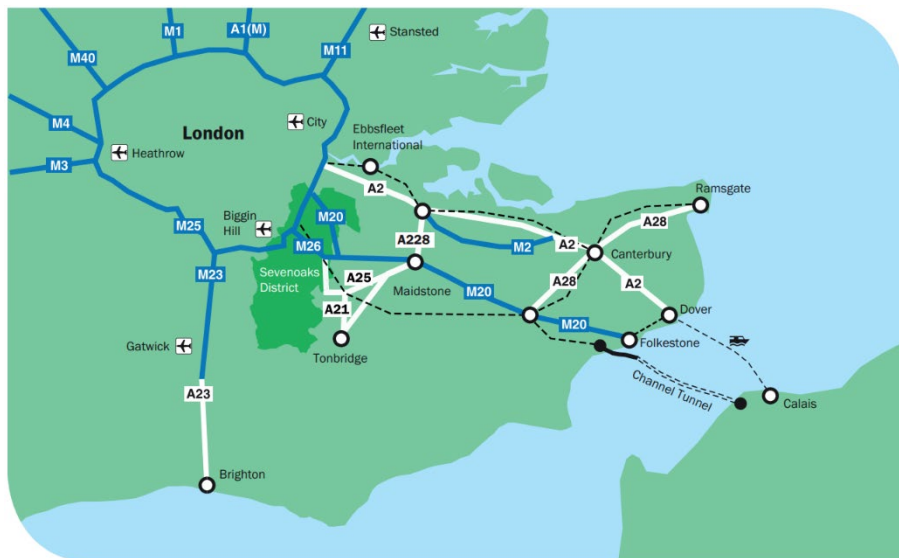 M1
A1(M)
M11
Stansted
M40
M4
London
City
Ebbsfleet
International
M3
Heathrow
A2
Ramsgate
M25
Biggin
Hill
M20
A28
M23
M26
A228
M2
A2
Canterbury
Sevenoaks
District
A25
Maidstone
M20
A28
A2
A21
Dover
M20
Gatwick
Tonbridge
Folkestone
Channel Tunnel
A23
Calais
Brighton